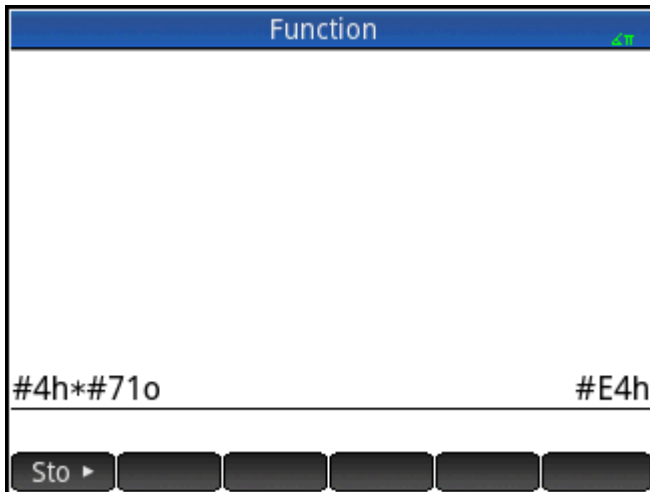 Function
∡π
#4h*#71o
#E4h
Sto ►